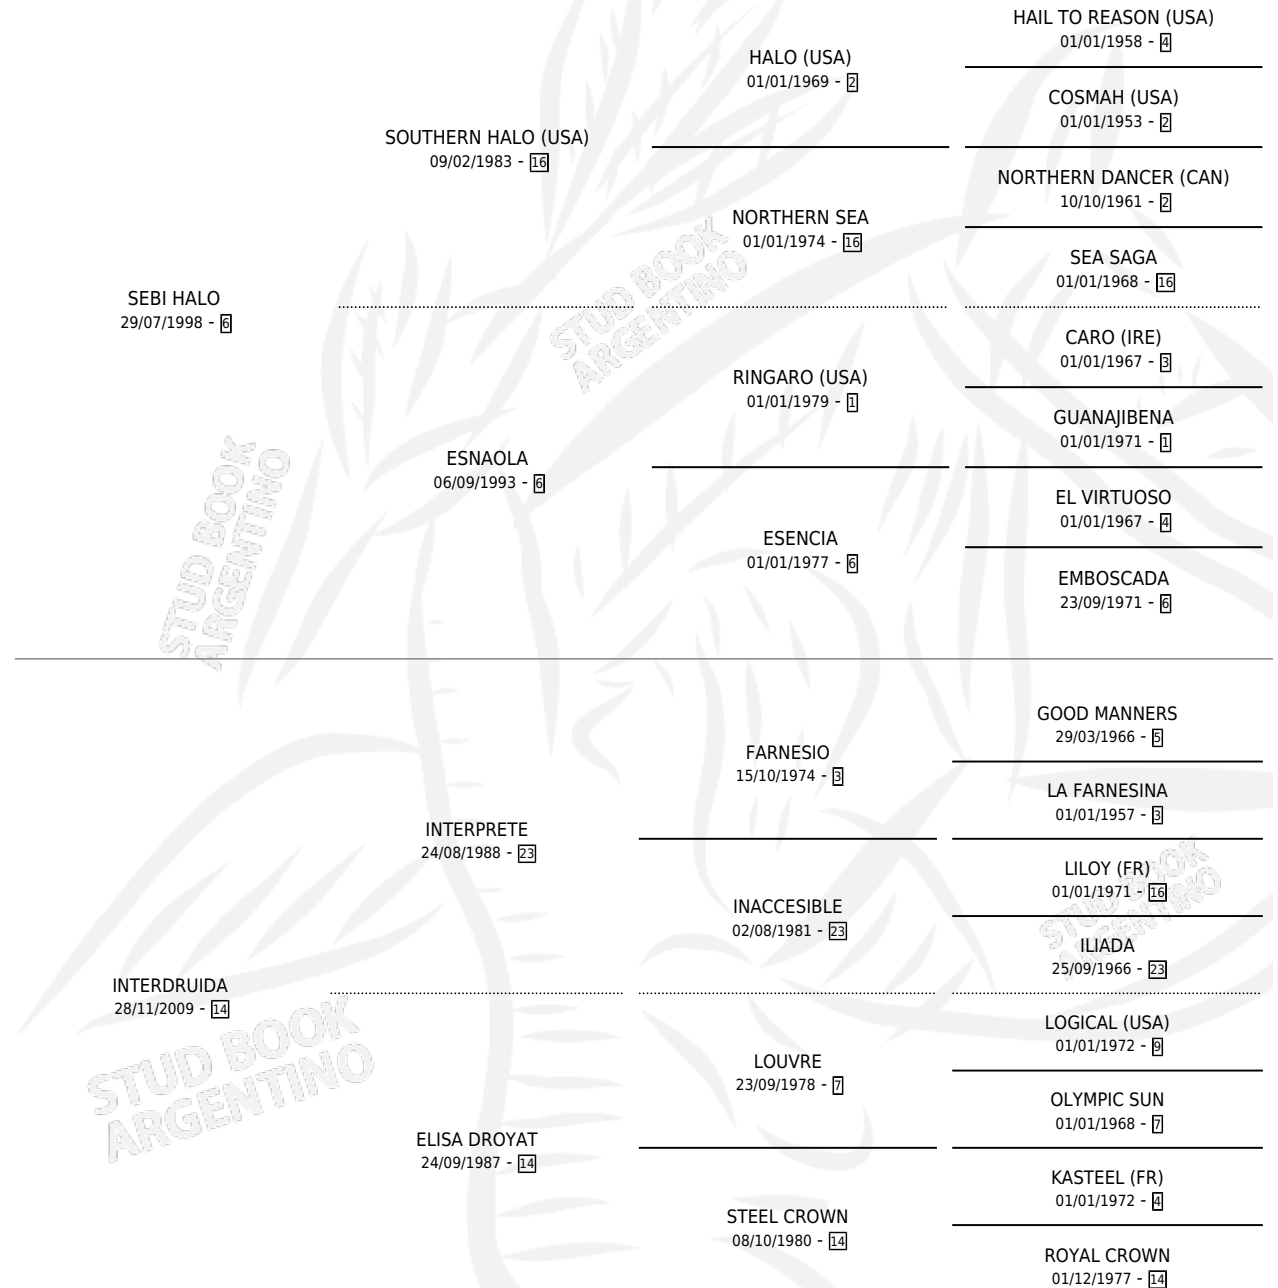 HAIL TO REASON (USA)
01/01/1958 - 4
HALO (USA)
01/01/1969 - 2
COSMAH (USA)
01/01/1953 - 2
SOUTHERN HALO (USA)
09/02/1983 - 16
NORTHERN DANCER (CAN)
10/10/1961 - 2
NORTHERN SEA
01/01/1974 - 16
SEA SAGA
01/01/1968 - 16
SEBI HALO
29/07/1998 - 6
CARO (IRE)
01/01/1967 - 3
RINGARO (USA)
01/01/1979 - 1
GUANAJIBENA
01/01/1971 - 1
ESNAOLA
06/09/1993 - 6
EL VIRTUOSO
01/01/1967 - 4
ESENCIA
01/01/1977 - 6
EMBOSCADA
23/09/1971 - 6
STUD BOOK
ARGENTINO
STUD BOOK
ARGENTINO
GOOD MANNERS
29/03/1966 - 5
FARNESIO
15/10/1974 - 3
LA FARNESINA
01/01/1957 - 3
INTERPRETE
24/08/1988 - 23
LILOY (FR)
01/01/1971 - 16
INACCESIBLE
02/08/1981 - 23
ILIADA
25/09/1966 - 23
STUD BOOK
ARGENTINO
INTERDRUIDA
28/11/2009 - 14
LOGICAL (USA)
01/01/1972 - 9
LOUVRE
23/09/1978 - 7
OLYMPIC SUN
01/01/1968 - 7
STUD BOOK
ARGENTINO
ELISA DROYAT
24/09/1987 - 14
KASTEEL (FR)
01/01/1972 - 4
STEEL CROWN
08/10/1980 - 14
ROYAL CROWN
01/12/1977 - 14